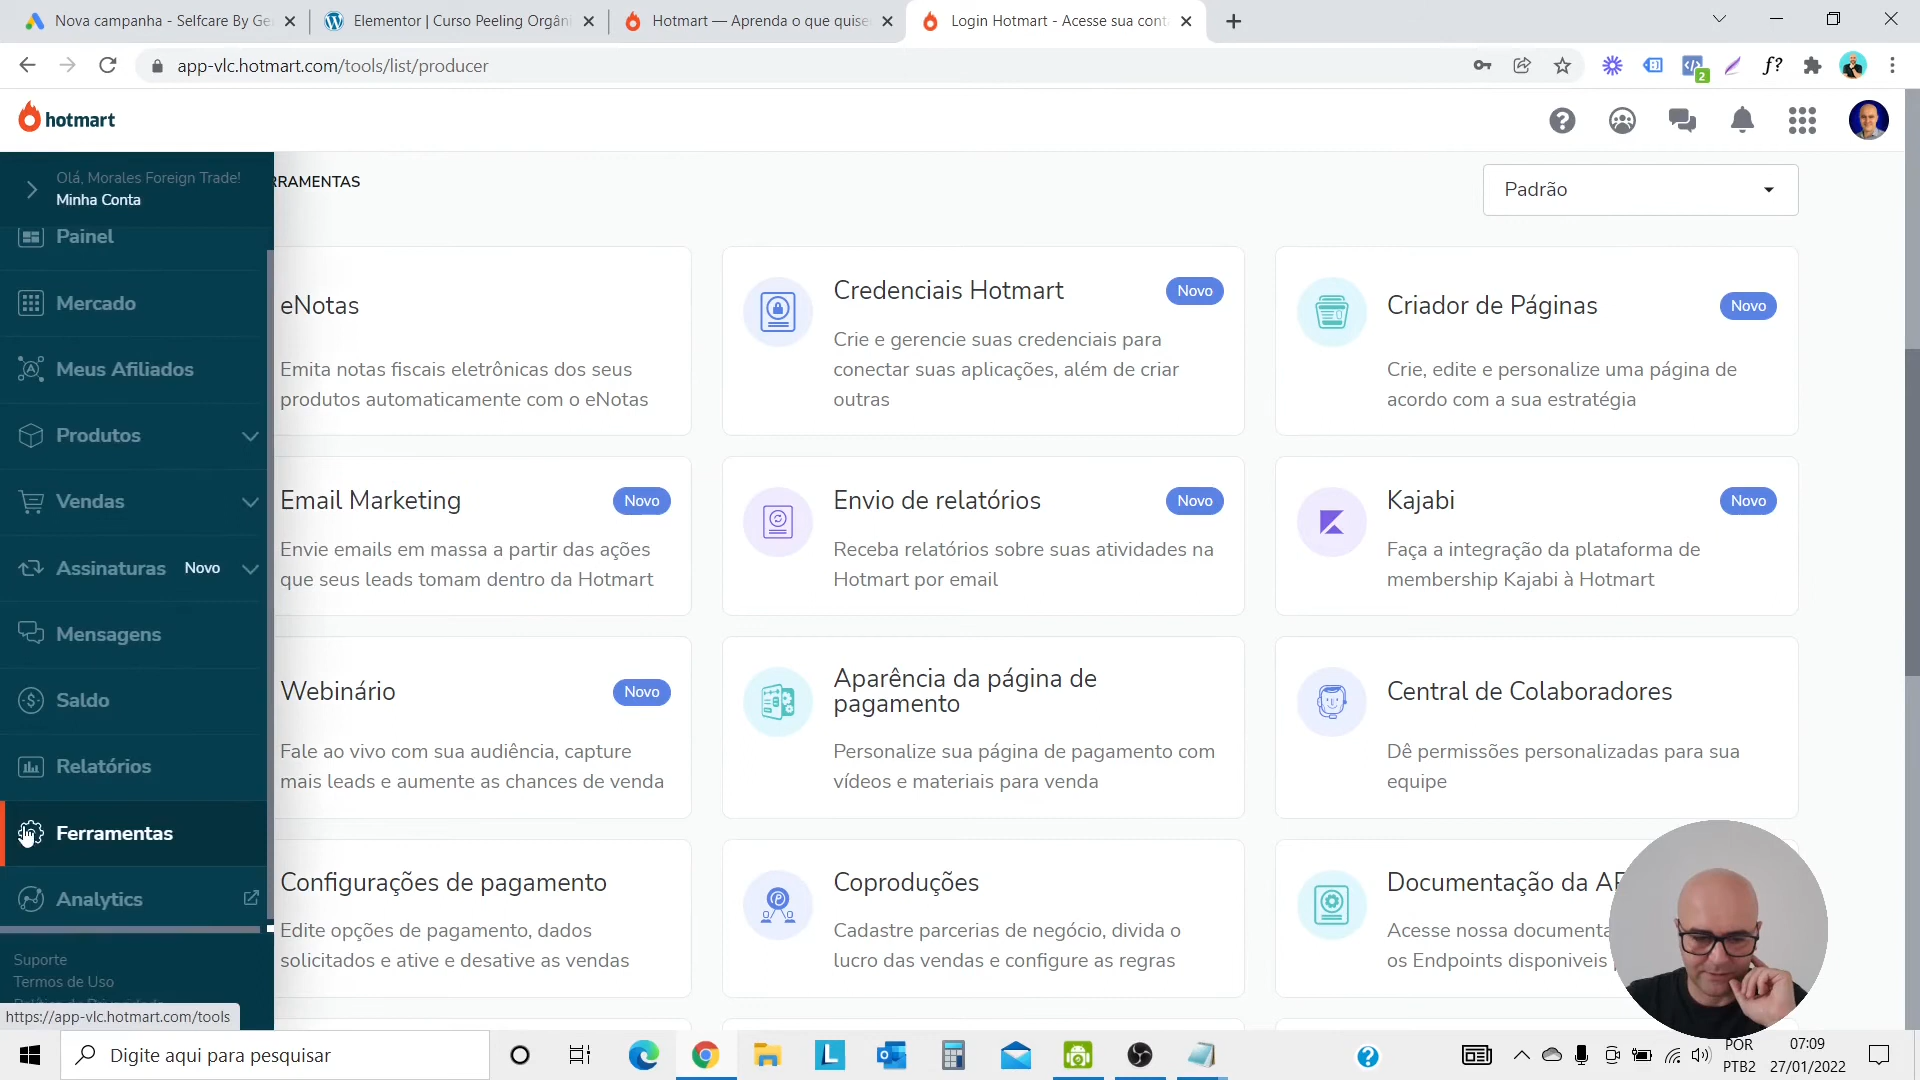 Nova campanha - Selfcare By Ge
Elementor | Curso Peeling Orgâni
Hotmart — Aprenda o que quise
Login Hotmart - Acesse sua cont
app-vlc.hotmart.com/tools/list/producer
2
f?
hotmart
Olá, Morales Foreign Trade!
Minha Conta
Painel
Mercado
Meus Afiliados
Produtos
Vendas
Assinaturas Novo
Mensagens
Saldo
Relatórios
Ferramentas
Analytics
Suporte
Termos de Uso
Política de Privacidade
https://app-vlc.hotmart.com/tools
RRAMENTAS
Padrão
eNotas
Emita notas fiscais eletrônicas dos seus
produtos automaticamente com o eNotas
Credenciais Hotmart
Novo
Crie e gerencie suas credenciais para
conectar suas aplicações, além de criar
outras
Criador de Páginas
Novo
Crie, edite e personalize uma página de
acordo com a sua estratégia
Email Marketing
Novo
Envie emails em massa a partir das ações
que seus leads tomam dentro da Hotmart
Envio de relatórios
Novo
Receba relatórios sobre suas atividades na
Hotmart por email
Kajabi
Novo
Faça a integração da plataforma de
membership Kajabi à Hotmart
Webinário
Novo
Fale ao vivo com sua audiência, capture
mais leads e aumente as chances de venda
Aparência da página de
pagamento
Personalize sua página de pagamento com
vídeos e materiais para venda
Central de Colaboradores
Dê permissões personalizadas para sua
equipe
Configurações de pagamento
Edite opções de pagamento, dados
solicitados e ative e desative as vendas
Coproduções
Cadastre parcerias de negócio, divida o
lucro das vendas e configure as regras
Documentação da AP
Acesse nossa documenta
os Endpoints disponiveis
Digite aqui para pesquisar
L
POR
PTB2
07:09
27/01/2022